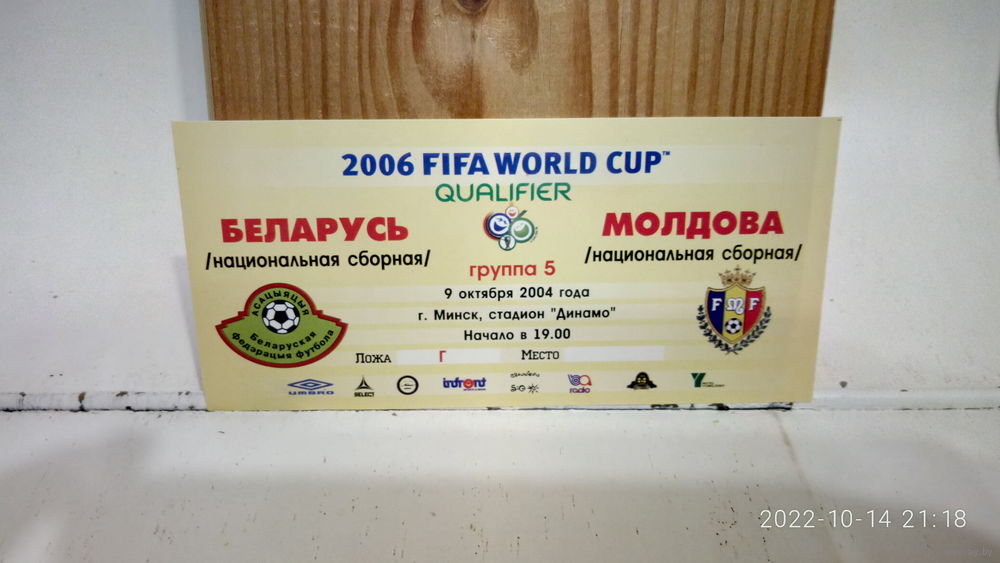 2006 FIFA WORLD CUP™
QUALIFIER
БЕЛАРУСЬ
/национальная сборная/
МОЛДОВА
/национальная сборная/
группа 5
9 октября 2004 года
г. Минск, стадион "Динамо"
Начало в 19.00
Ложа Г Место
АСАЦЫЯЦЫЯ
Беларуская
федэрацыя футбола
F M F
UMBRO
SELECT
infront
radio
2022-10-14 21:18